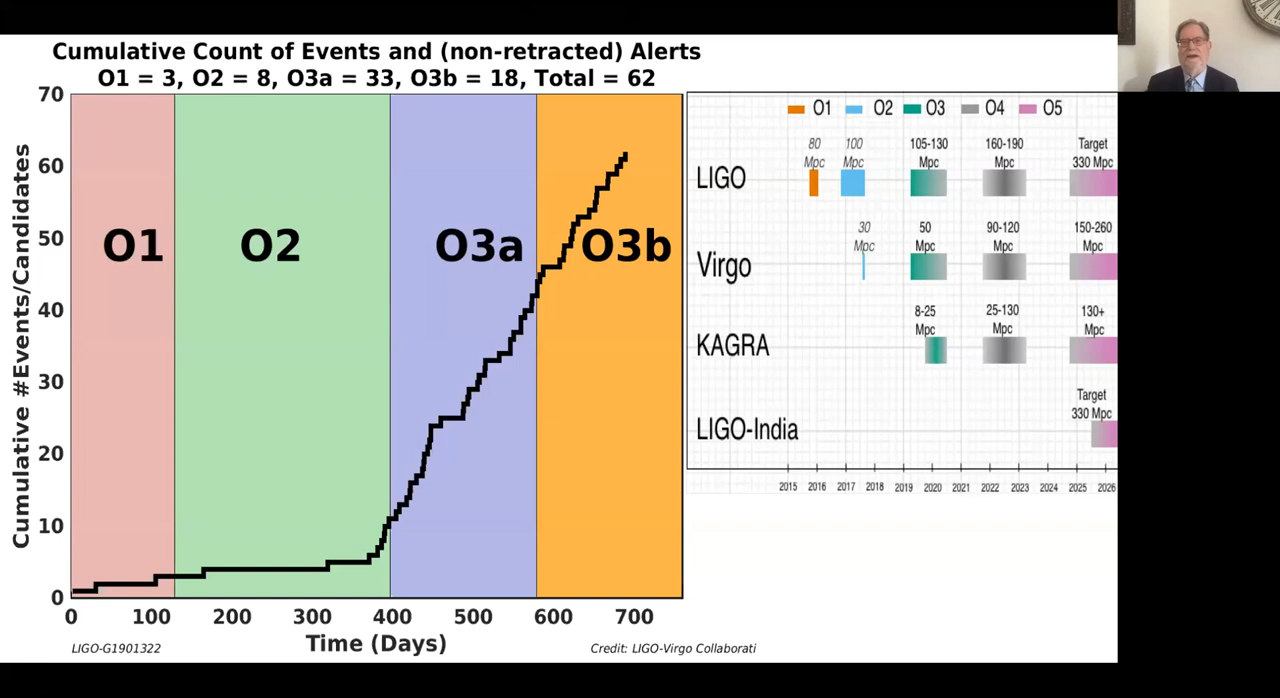 Cumulative Count of Events and (non-retracted) Alerts
O1 = 3, O2 = 8, O3a = 33, O3b = 18, Total = 62
Cumulative #Events/Candidates
70
60
50
40
30
20
10
0
O1
O2
O3a
O3b
0 100 200 300 400 500 600 700
Time (Days)
LIGO-G1901322
Credit: LIGO-Virgo Collaborati
O1 O2 O3 O4 O5
80 100 105-130 160-190 Target
Mpc Mpc Mpc Mpc 330 Mpc
LIGO
30 50 90-120 150-260
Mpc Mpc Mpc Mpc
Virgo
8-25 25-130 130+
Mpc Mpc Mpc
KAGRA
Target
330 Mpc
LIGO-India
2015 2016 2017 2018 2019 2020 2021 2022 2023 2024 2025 2026